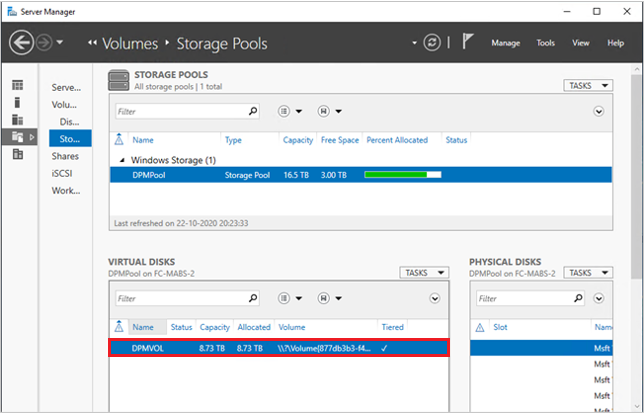 Server Manager
Volumes Storage Pools
Manage Tools View Help
Serve...
Volu...
Dis...
Sto...
Shares
iSCSI
Work...
STORAGE POOLS
All storage pools | 1 total
TASKS
Filter
Name Type Capacity Free Space Percent Allocated Status
Windows Storage (1)
DPMPool Storage Pool 16.5 TB 3.00 TB
Last refreshed on 22-10-2020 20:23:33
VIRTUAL DISKS
DPMPool on FC-MABS-2
TASKS
Filter
Name Status Capacity Allocated Volume Tiered
DPMVOL 8.73 TB 8.73 TB \\?\Volume{877db3b3-f4... ✓
PHYSICAL DISKS
DPMPool on FC-MABS-2
TASKS
Filter
Slot Nam
Msft
Msft
Msft
Msft
Msft